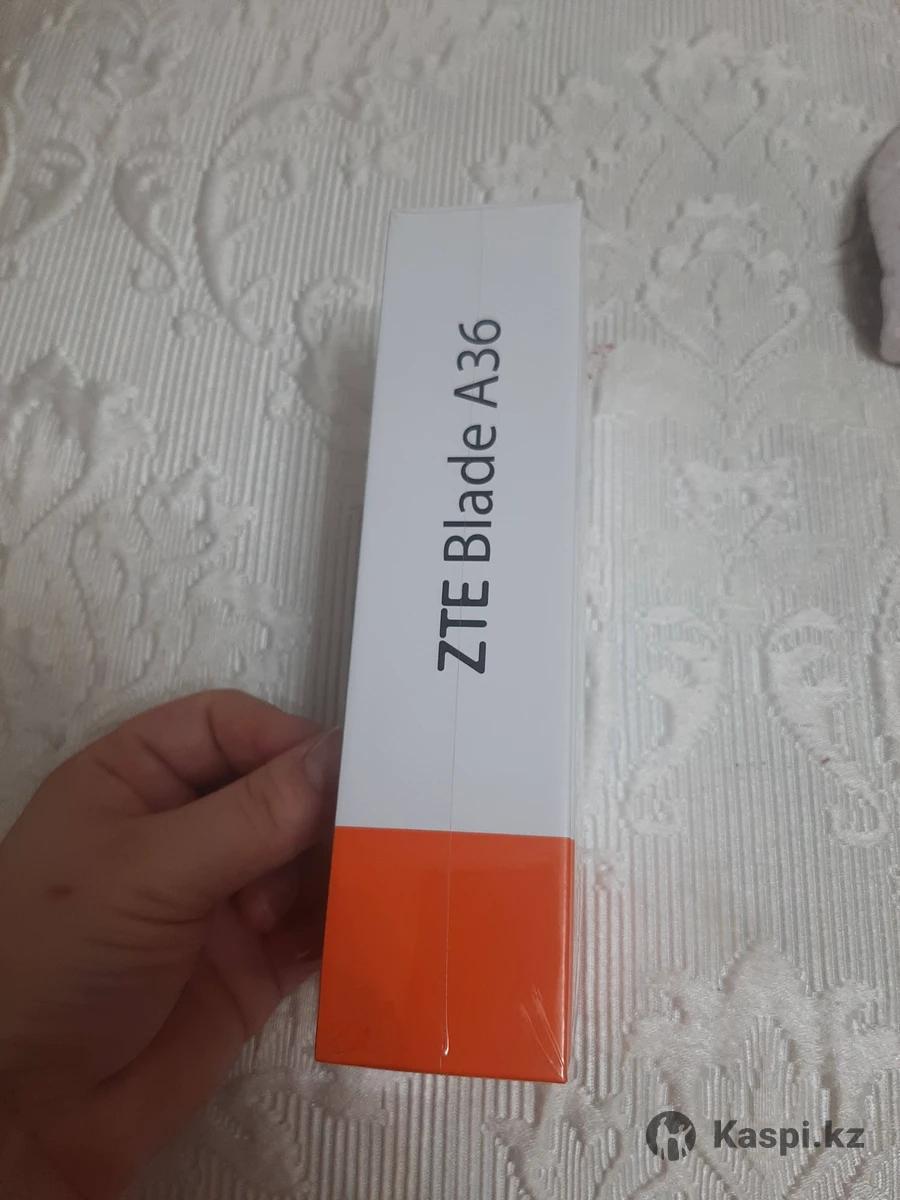 ZTE Blade A36
Kaspi.kz